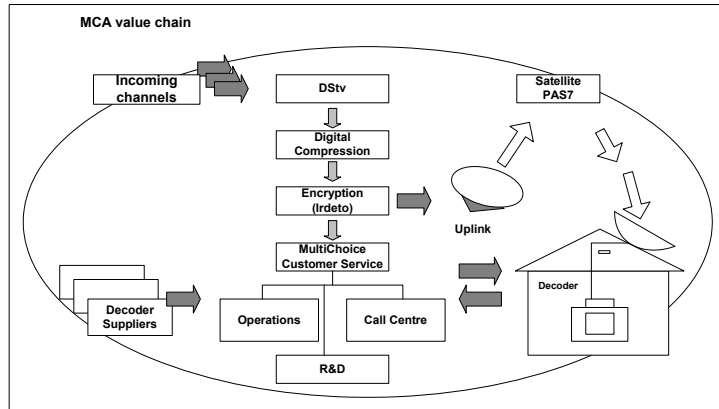 MCA value chain
Incoming
channels
DStv
Satellite
PAS7
Digital
Compression
Encryption
(Irdeto)
Uplink
MultiChoice
Customer Service
Decoder
Decoder
Suppliers
Operations
Call Centre
R&D